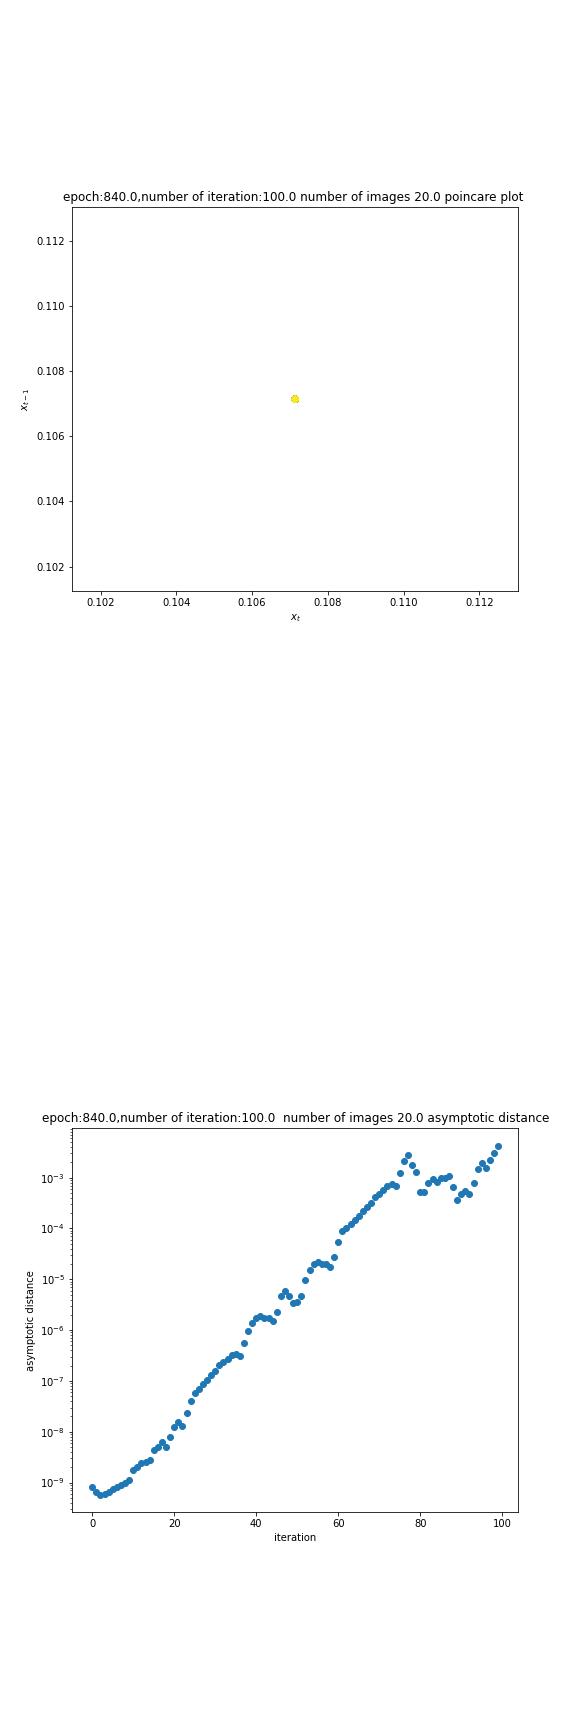 epoch:840.0,number of iteration:100.0 number of images 20.0 poincare plot
0.112
0.110
0.108
0.106
0.104
0.102
x_{t-1}
0.102 0.104 0.106 0.108 0.110 0.112
x_t
epoch:840.0,number of iteration:100.0  number of images 20.0 asymptotic distance
10^{-3}
10^{-4}
10^{-5}
10^{-6}
10^{-7}
10^{-8}
10^{-9}
asymptotic distance
0 20 40 60 80 100
iteration